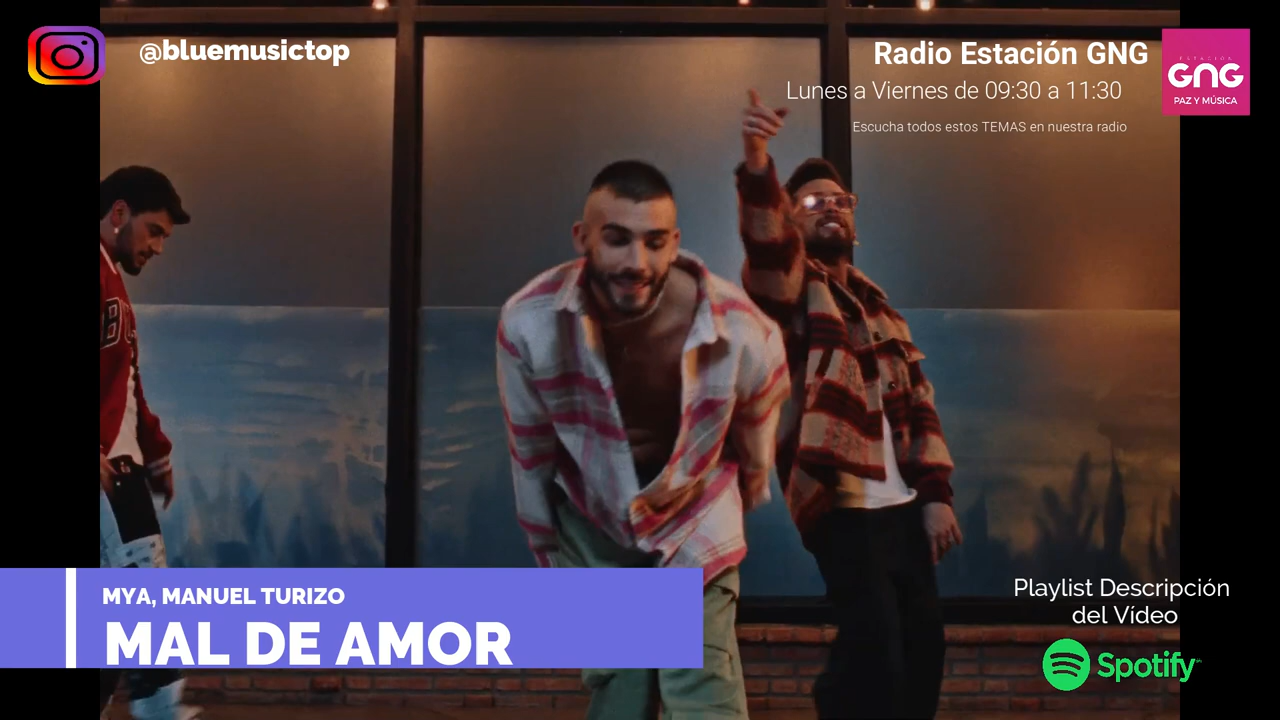 @bluemusictop
Radio Estación GNG
Lunes a Viernes de 09:30 a 11:30
Escucha todos estos TEMAS en nuestra radio
ESTACIÓN
GNG
PAZ Y MÚSICA
MYA, MANUEL TURIZO
MAL DE AMOR
Playlist Descripción
del Vídeo
Spotify